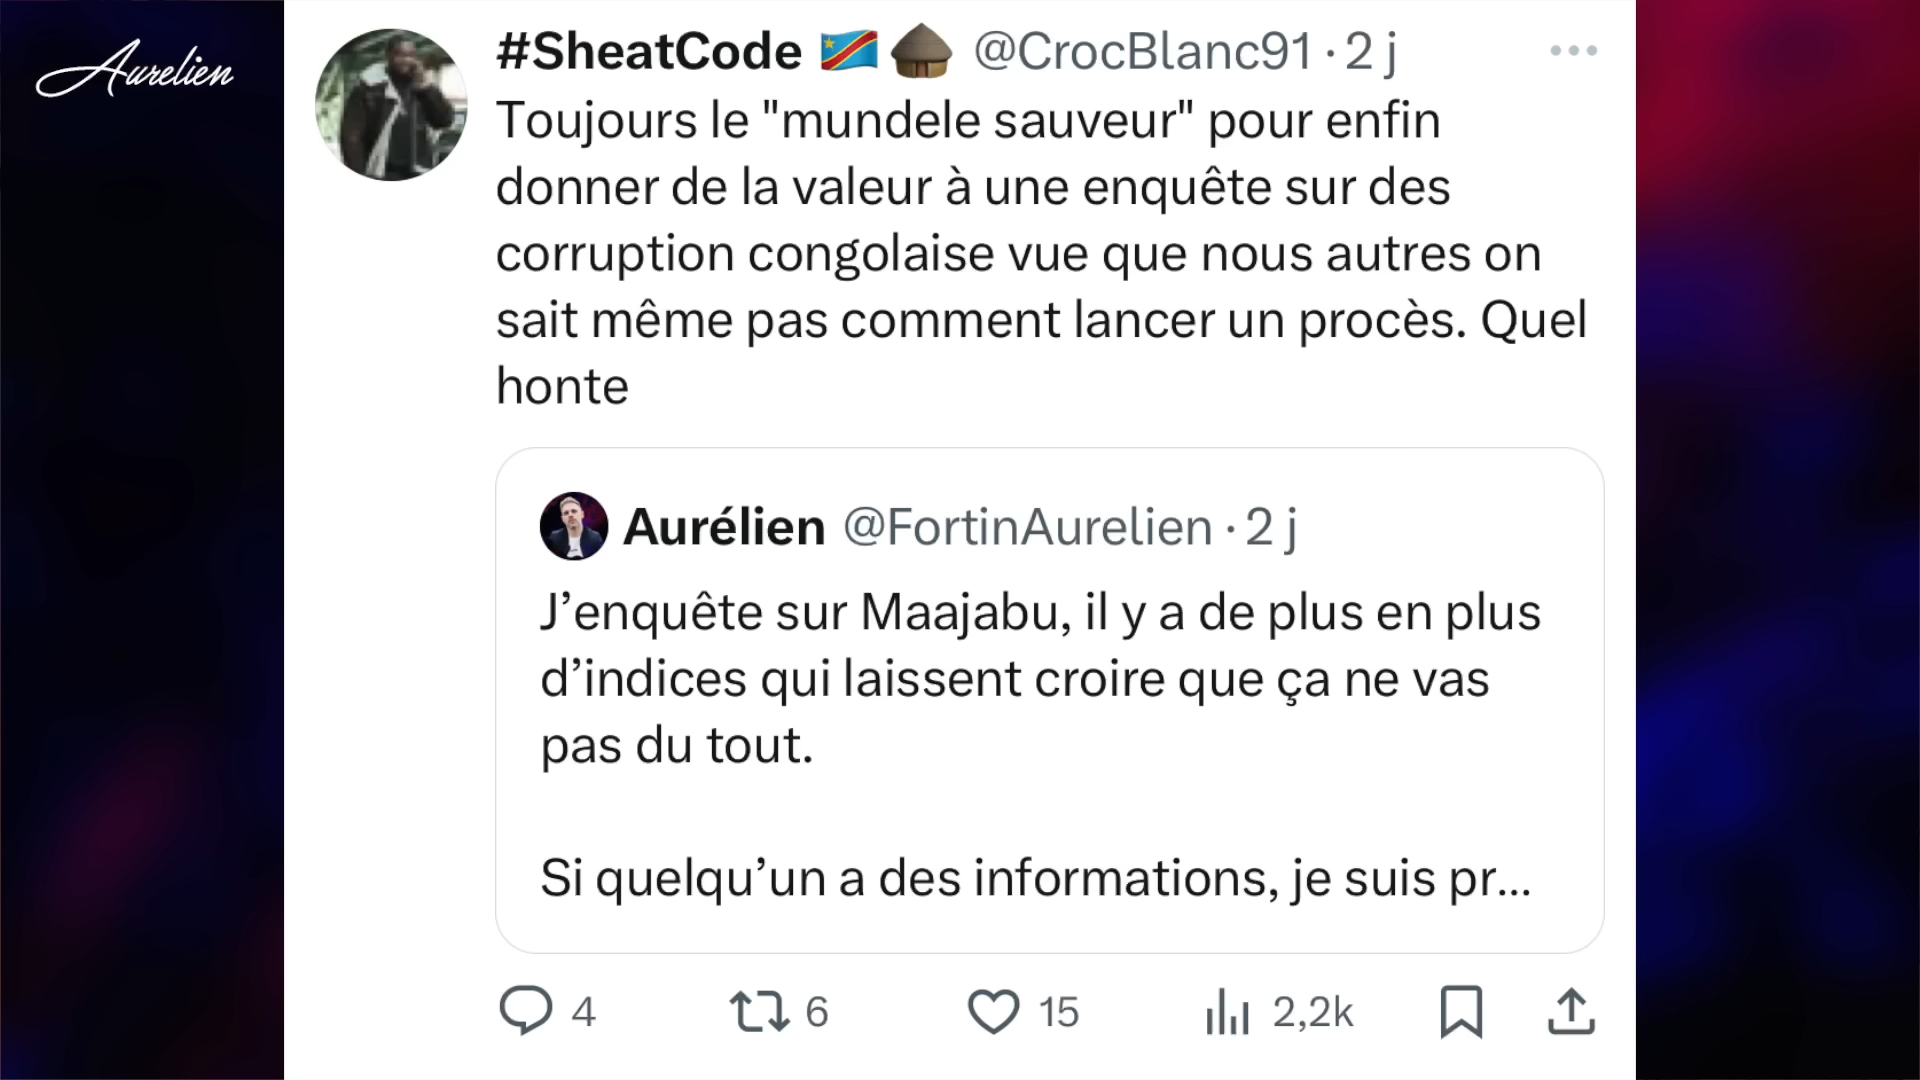 Aurelien
#SheatCode 🇨🇩 🛖 @CrocBlanc91 · 2 j
Toujours le "mundele sauveur" pour enfin
donner de la valeur à une enquête sur des
corruption congolaise vue que nous autres on
sait même pas comment lancer un procès. Quel
honte
Aurélien @FortinAurelien · 2 j
J’enquête sur Maajabu, il y a de plus en plus
d’indices qui laissent croire que ça ne vas
pas du tout.
Si quelqu’un a des informations, je suis pr...
4 6 15 2,2k